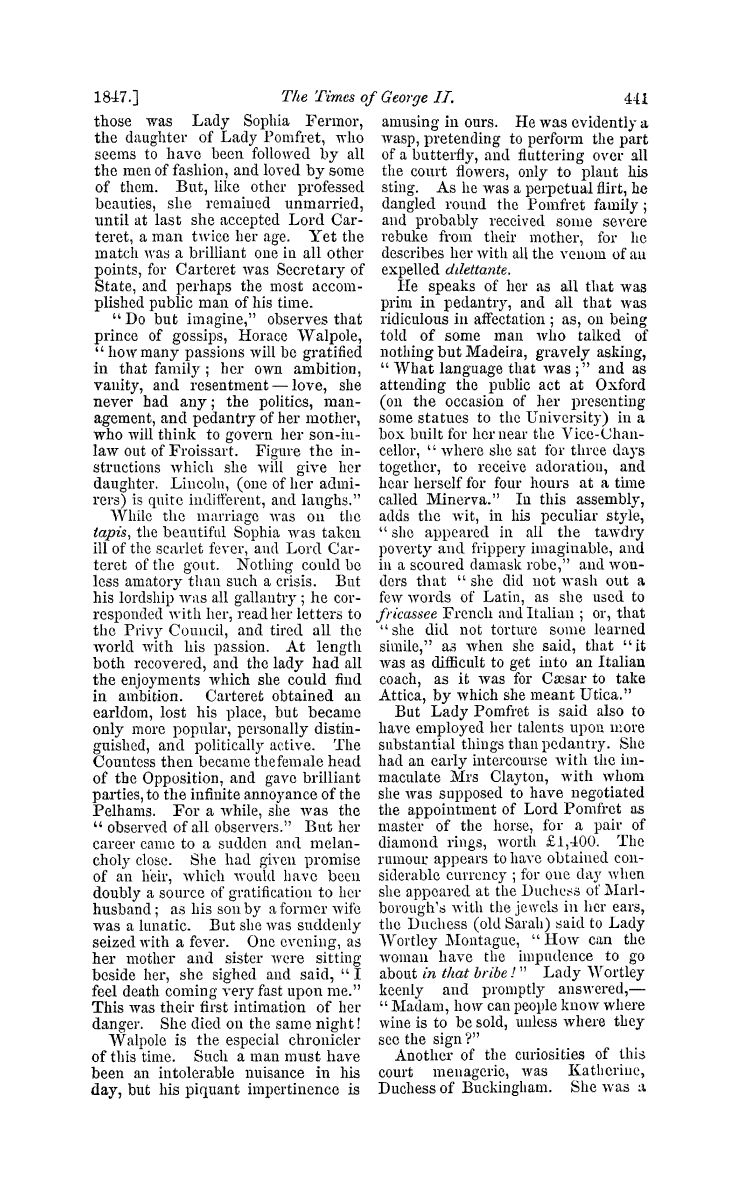 1847.] The Times of George II. 441
those was Lady Sophia Fermor,
the daughter of Lady Pomfret, who
seems to have been followed by all
the men of fashion, and loved by some
of them. But, like other professed
beauties, she remained unmarried,
until at last she accepted Lord Car-
teret, a man twice her age. Yet the
match was a brilliant one in all other
points, for Carteret was Secretary of
State, and perhaps the most accom-
plished public man of his time.
"Do but imagine," observes that
prince of gossips, Horace Walpole,
"how many passions will be gratified
in that family; her own ambition,
vanity, and resentment — love, she
never had any; the politics, man-
agement, and pedantry of her mother,
who will think to govern her son-in-
law out of Froissart. Figure the in-
structions which she will give her
daughter. Lincoln, (one of her admi-
rers) is quite indifferent, and laughs."
While the marriage was on the
tapis, the beautiful Sophia was taken
ill of the scarlet fever, and Lord Car-
teret of the gout. Nothing could be
less amatory than such a crisis. But
his lordship was all gallantry; he cor-
responded with her, read her letters to
the Privy Council, and tired all the
world with his passion. At length
both recovered, and the lady had all
the enjoyments which she could find
in ambition. Carteret obtained an
earldom, lost his place, but became
only more popular, personally distin-
guished, and politically active. The
Countess then became the female head
of the Opposition, and gave brilliant
parties, to the infinite annoyance of the
Pelhams. For a while, she was the
"observed of all observers." But her
career came to a sudden and melan-
choly close. She had given promise
of an heir, which would have been
doubly a source of gratification to her
husband; as his son by a former wife
was a lunatic. But she was suddenly
seized with a fever. One evening, as
her mother and sister were sitting
beside her, she sighed and said, "I
feel death coming very fast upon me."
This was their first intimation of her
danger. She died on the same night!
Walpole is the especial chronicler
of this time. Such a man must have
been an intolerable nuisance in his
day, but his piquant impertinence is
amusing in ours. He was evidently a
wasp, pretending to perform the part
of a butterfly, and fluttering over all
the court flowers, only to plant his
sting. As he was a perpetual flirt, he
dangled round the Pomfret family;
and probably received some severe
rebuke from their mother, for he
describes her with all the venom of an
expelled dilettante.
He speaks of her as all that was
prim in pedantry, and all that was
ridiculous in affectation; as, on being
told of some man who talked of
nothing but Madeira, gravely asking,
"What language that was;" and as
attending the public act at Oxford
(on the occasion of her presenting
some statues to the University) in a
box built for her near the Vice-Chan-
cellor, "where she sat for three days
together, to receive adoration, and
hear herself for four hours at a time
called Minerva." In this assembly,
adds the wit, in his peculiar style,
"she appeared in all the tawdry
poverty and frippery imaginable, and
in a scoured damask robe," and won-
ders that "she did not wash out a
few words of Latin, as she used to
fricassee French and Italian; or, that
"she did not torture some learned
simile," as when she said, that "it
was as difficult to get into an Italian
coach, as it was for Cæsar to take
Attica, by which she meant Utica."
But Lady Pomfret is said also to
have employed her talents upon more
substantial things than pedantry. She
had an early intercourse with the im-
maculate Mrs Clayton, with whom
she was supposed to have negotiated
the appointment of Lord Pomfret as
master of the horse, for a pair of
diamond rings, worth £1,400. The
rumour appears to have obtained con-
siderable currency; for one day when
she appeared at the Duchess of Marl-
borough's with the jewels in her ears,
the Duchess (old Sarah) said to Lady
Wortley Montague, "How can the
woman have the impudence to go
about in that bribe!" Lady Wortley
keenly and promptly answered,—
"Madam, how can people know where
wine is to be sold, unless where they
see the sign?"
Another of the curiosities of this
court menagerie, was Katherine,
Duchess of Buckingham. She was a